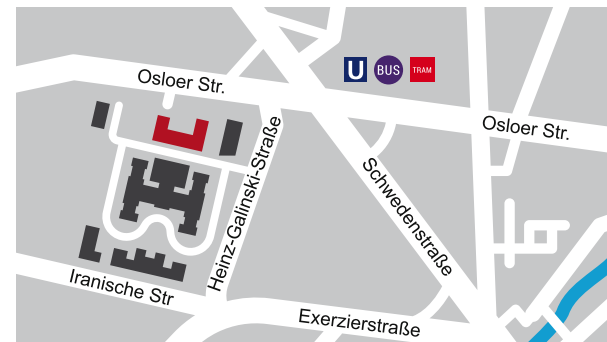 U
BUS
TRAM
Osloer Str.
Osloer Str.
Heinz-Galinski-Straße
Schwedenstraße
Iranische Str
Exerzierstraße